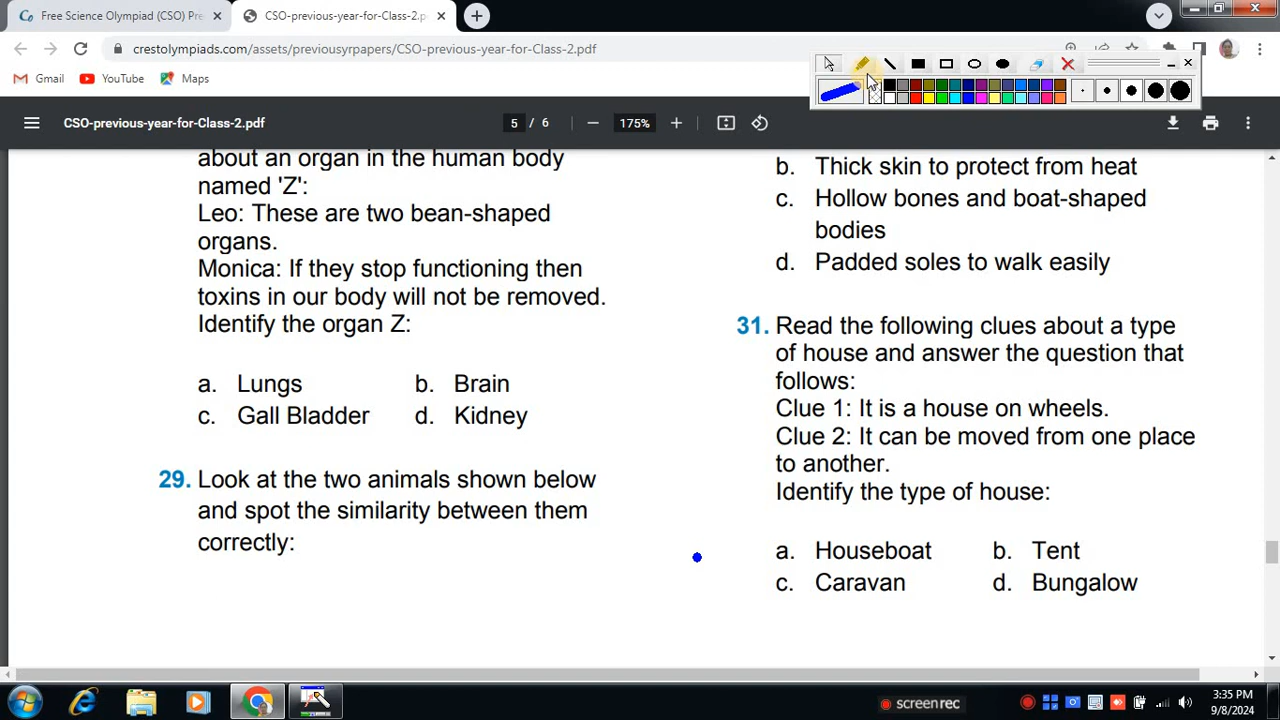 Free Science Olympiad (CSO) Pre
CSO-previous-year-for-Class-2.p
crestolympiads.com/assets/previousyrpapers/CSO-previous-year-for-Class-2.pdf
Gmail
YouTube
Maps
CSO-previous-year-for-Class-2.pdf
5 / 6
175%
about an organ in the human body
named 'Z':
Leo: These are two bean-shaped
organs.
Monica: If they stop functioning then
toxins in our body will not be removed.
Identify the organ Z:
a. Lungs
b. Brain
c. Gall Bladder
d. Kidney
29. Look at the two animals shown below
and spot the similarity between them
correctly:
b. Thick skin to protect from heat
c. Hollow bones and boat-shaped
bodies
d. Padded soles to walk easily
31. Read the following clues about a type
of house and answer the question that
follows:
Clue 1: It is a house on wheels.
Clue 2: It can be moved from one place
to another.
Identify the type of house:
a. Houseboat
b. Tent
c. Caravan
d. Bungalow
screenrec
3:35 PM
9/8/2024